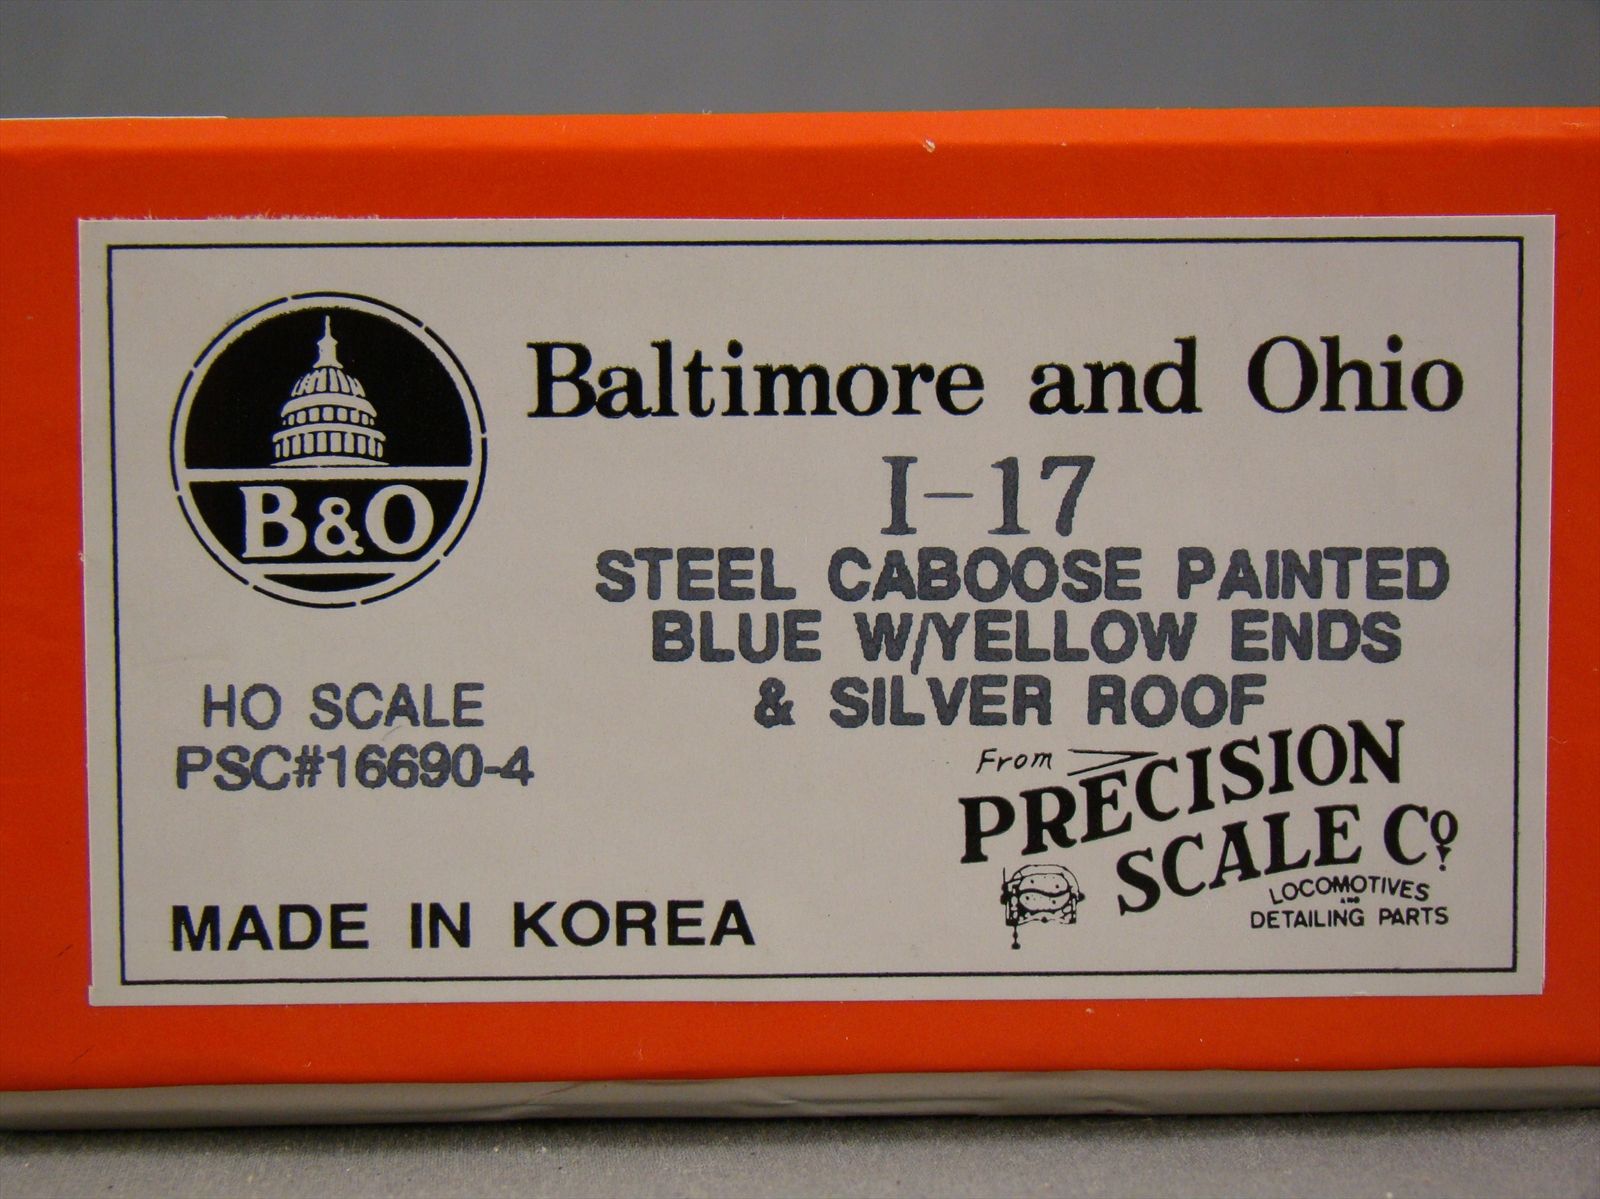 B&O
Baltimore and Ohio
I-17
STEEL CABOOSE PAINTED
BLUE W/YELLOW ENDS
& SILVER ROOF
HO SCALE
PSC#16690-4
From
PRECISION
SCALE Co.
LOCOMOTIVES
AND
DETAILING PARTS
MADE IN KOREA